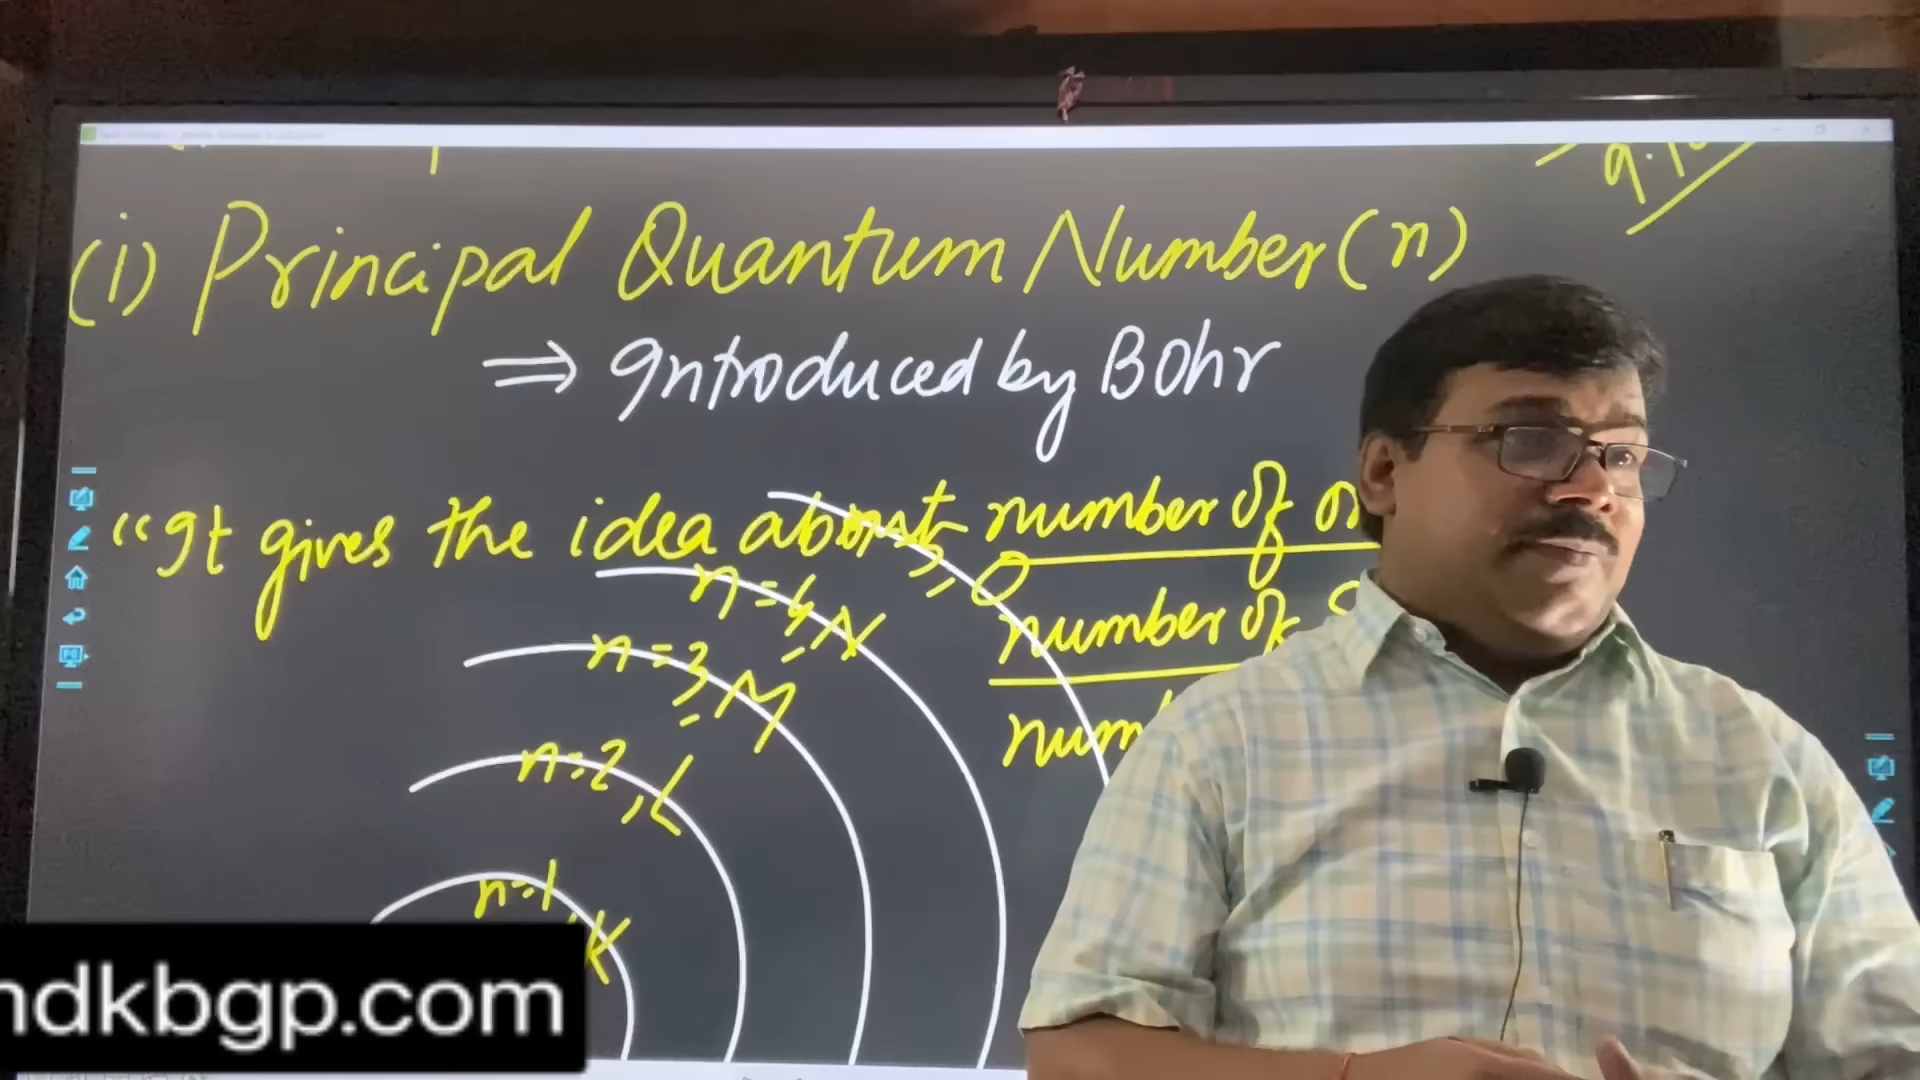 (i) Principal Quantum Number (n)
⇒ Introduced by Bohr
"It gives the idea about number of
number of
n=5, O
n=4, N
n=3, M
n=2, L
n=1, K
ndkbgp.com